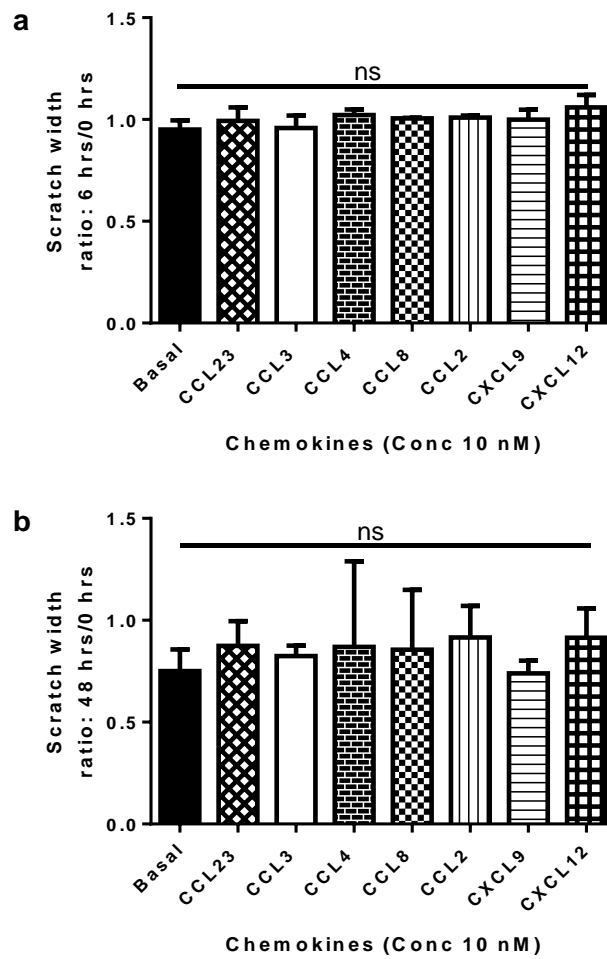 a
Scratch width
ratio: 6 hrs/0 hrs
1.5
1.0
0.5
0.0
ns
Basal
CCL23
CCL3
CCL4
CCL8
CCL2
CXCL9
CXCL12
Chemokines (Conc 10 nM)
b
Scratch width
ratio: 48 hrs/0 hrs
1.5
1.0
0.5
0.0
ns
Basal
CCL23
CCL3
CCL4
CCL8
CCL2
CXCL9
CXCL12
Chemokines (Conc 10 nM)